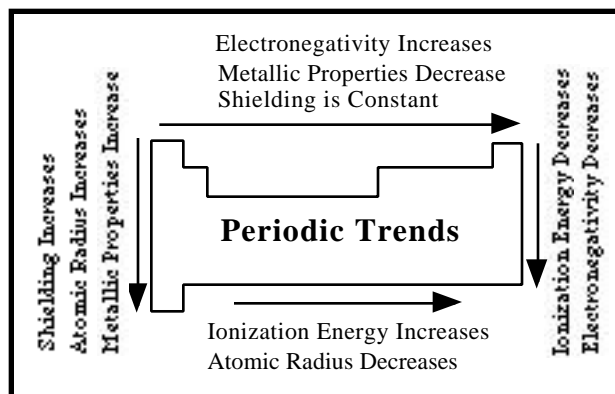 Electronegativity Increases
Metallic Properties Decrease
Shielding is Constant
Shielding Increases
Atomic Radius Increases
Metallic Properties Increase
Periodic Trends
Ionization Energy Decreases
Electronegativity Decreases
Ionization Energy Increases
Atomic Radius Decreases